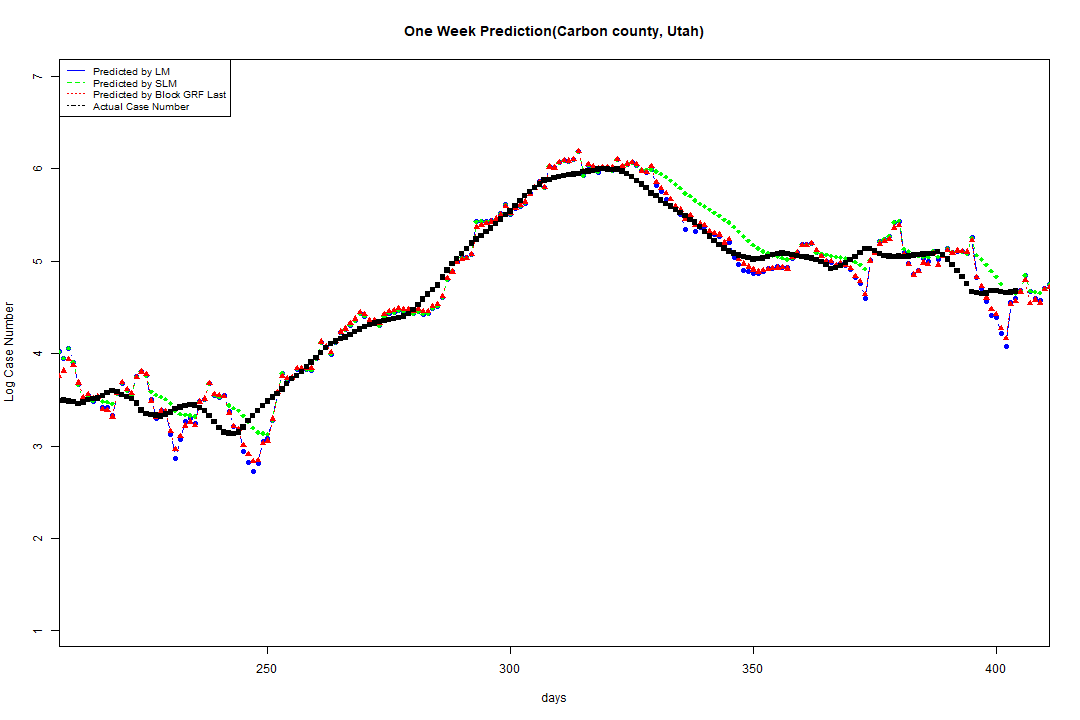 One Week Prediction(Carbon county, Utah)
Predicted by LM
Predicted by SLM
Predicted by Block GRF Last
Actual Case Number
7
6
5
4
3
2
1
Log Case Number
250 300 350 400
days